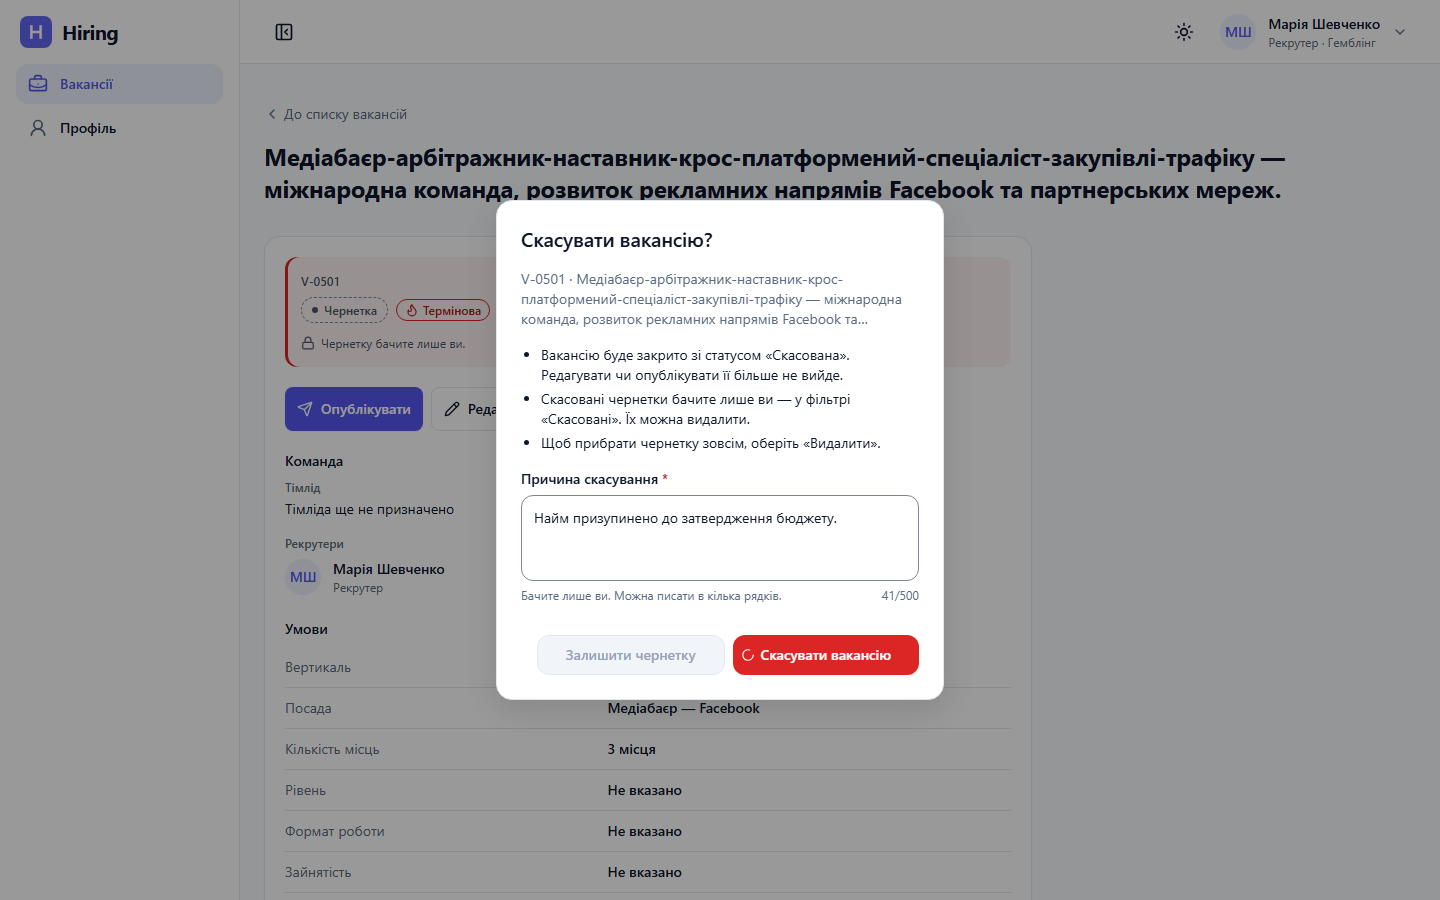 H Hiring
Вакансії
Профіль
МШ
Марія Шевченко
Рекрутер · Гемблінг
До списку вакансій
Медіабаєр-арбітражник-наставник-крос-платформений-спеціаліст-закупівлі-трафіку —
міжнародна команда, розвиток рекламних напрямів Facebook та партнерських мереж.
V-0501
Чернетка
Термінова
Чернетку бачите лише ви.
Опублікувати
Реда
Команда
Тімлід
Тімліда ще не призначено
Рекрутери
МШ
Марія Шевченко
Рекрутер
Умови
Вертикаль
Посада
Медіабаєр — Facebook
Кількість місць
3 місця
Рівень
Не вказано
Формат роботи
Не вказано
Зайнятість
Не вказано
Скасувати вакансію?
V-0501 · Медіабаєр-арбітражник-наставник-крос-
платформений-спеціаліст-закупівлі-трафіку — міжнародна
команда, розвиток рекламних напрямів Facebook та...
• Вакансію буде закрито зі статусом «Скасована».
Редагувати чи опублікувати її більше не вийде.
• Скасовані чернетки бачите лише ви — у фільтрі
«Скасовані». Їх можна видалити.
• Щоб прибрати чернетку зовсім, оберіть «Видалити».
Причина скасування *
Найм призупинено до затвердження бюджету.
Бачите лише ви. Можна писати в кілька рядків.
41/500
Залишити чернетку
Скасувати вакансію